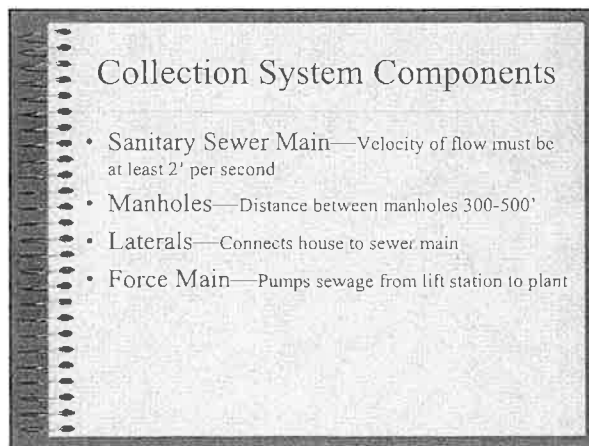 Collection System Components
• Sanitary Sewer Main—Velocity of flow must be
at least 2' per second
• Manholes—Distance between manholes 300-500'
• Laterals—Connects house to sewer main
• Force Main—Pumps sewage from lift station to plant